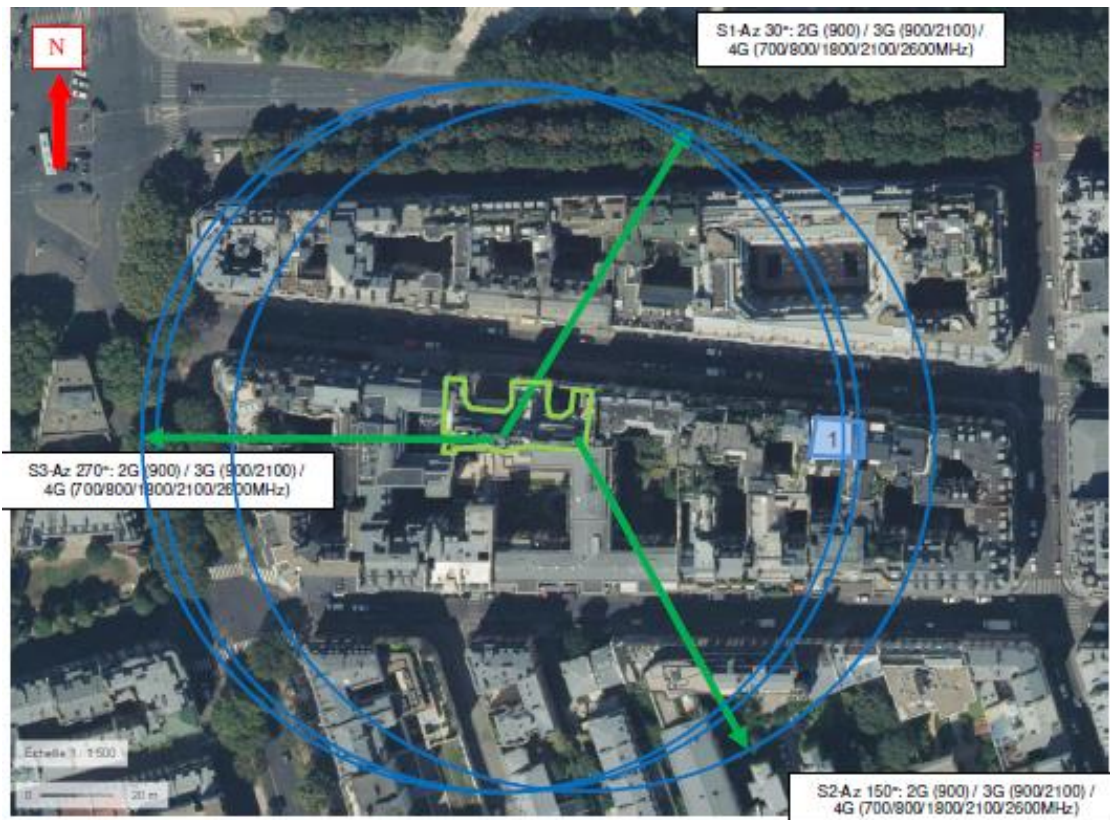 N
S1-Az 30°: 2G (900) / 3G (900/2100) /
4G (700/800/1800/2100/2600MHz)
1
S3-Az 270°: 2G (900) / 3G (900/2100) /
4G (700/800/1800/2100/2600MHz)
Echelle 1 : 1500
0 20 m
S2-Az 150°: 2G (900) / 3G (900/2100) /
4G (700/800/1800/2100/2600MHz)